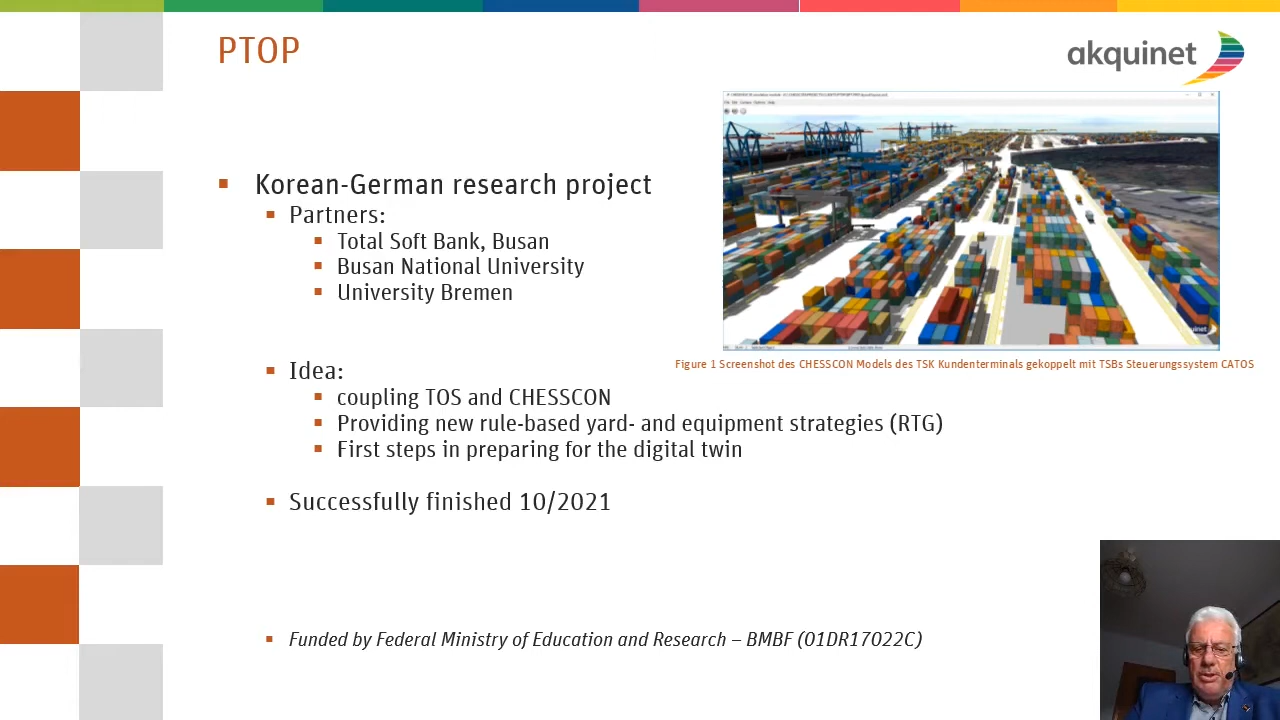 PTOP
akquinet
Korean-German research project
Partners:
Total Soft Bank, Busan
Busan National University
University Bremen
Figure 1 Screenshot des CHESSCON Models des TSK Kundenterminals gekoppelt mit TSBs Steuerungssystem CATOS
Idea:
coupling TOS and CHESSCON
Providing new rule-based yard- and equipment strategies (RTG)
First steps in preparing for the digital twin
Successfully finished 10/2021
Funded by Federal Ministry of Education and Research – BMBF (01DR17022C)